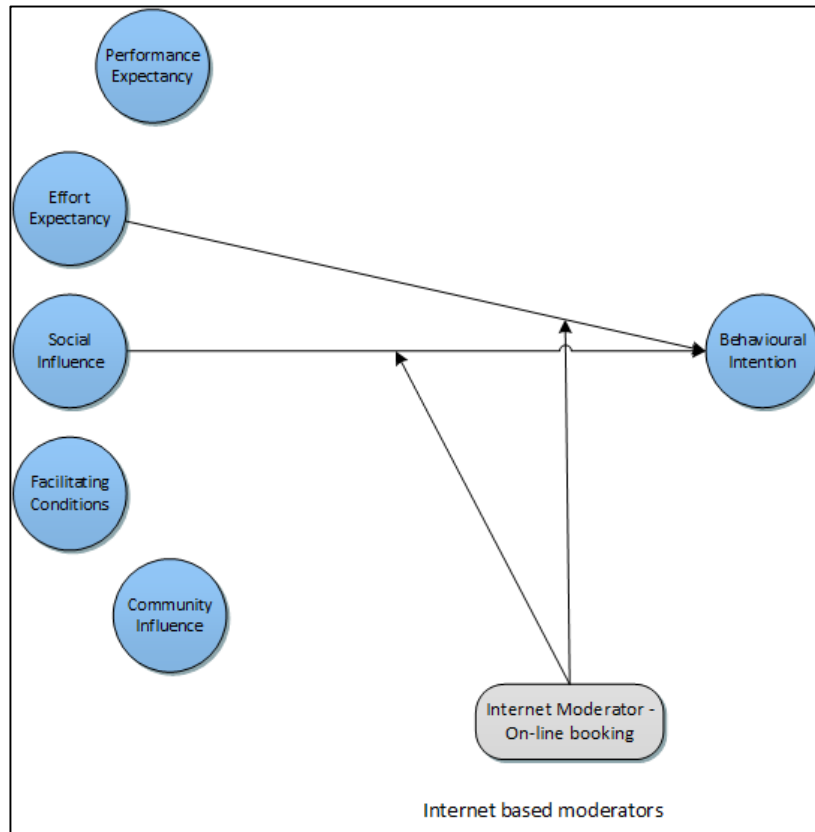 Performance
Expectancy
Effort
Expectancy
Social
Influence
Behavioural
Intention
Facilitating
Conditions
Community
Influence
Internet Moderator -
On-line booking
Internet based moderators